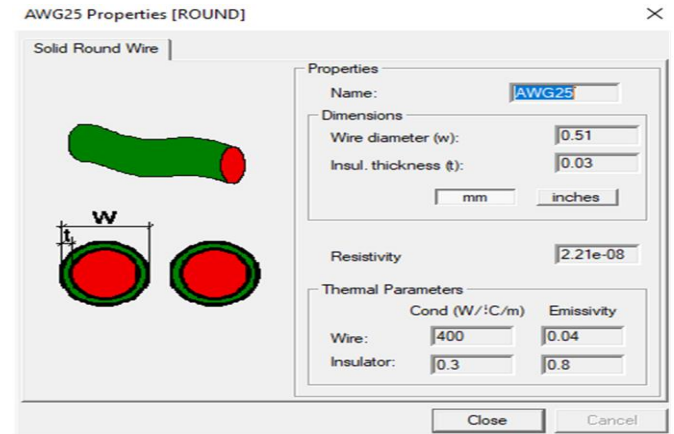 AWG25 Properties [ROUND]
Solid Round Wire
Properties
Name: AWG25
Dimensions
Wire diameter (w): 0.51
Insul. thickness (t): 0.03
mm inches
w
t
Resistivity 2.21e-08
Thermal Parameters
Cond (W/°C/m) Emissivity
Wire: 400 0.04
Insulator: 0.3 0.8
Close Cancel